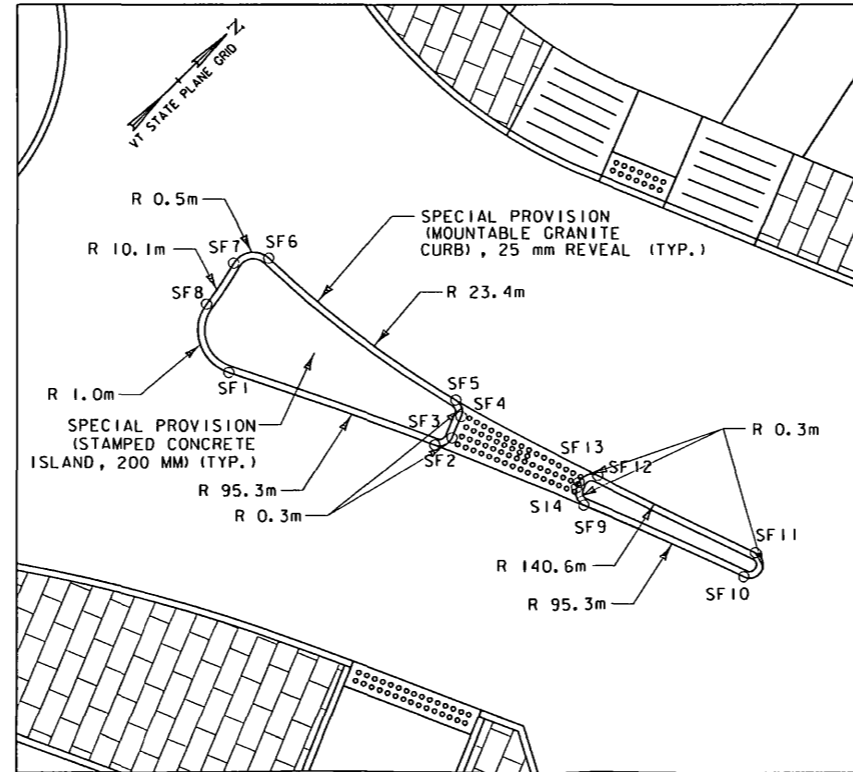 Z
VT STATE PLANE GRID
R 0.5m
SF7
SF6
SPECIAL PROVISION
(MOUNTABLE GRANITE
CURB), 25 mm REVEAL (TYP.)
R 10.1m
R 23.4m
SF8
SF1
R 1.0m
SF5
SF4
SF3
SPECIAL PROVISION
(STAMPED CONCRETE
ISLAND, 200 MM) (TYP.)
SF2
R 0.3m
SF13
SF12
R 95.3m
R 0.3m
S14
SF9
SF11
R 140.6m
SF10
R 95.3m